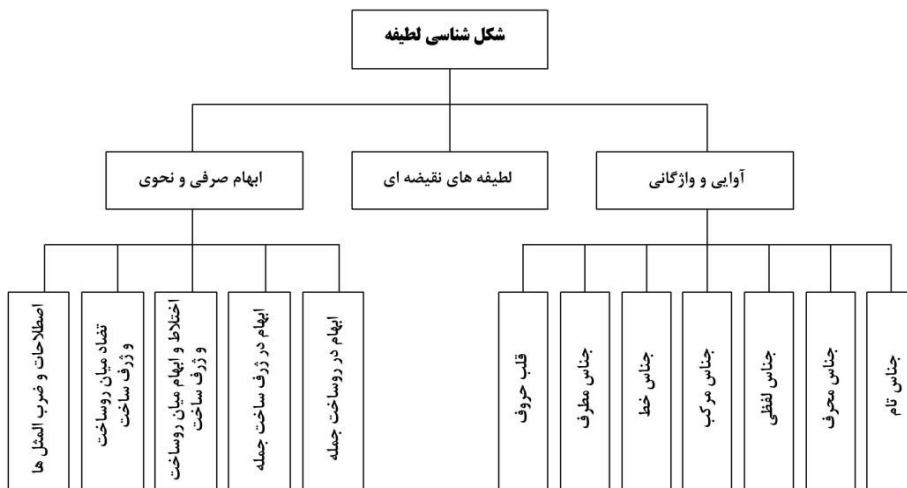 شکل شناسی لطیفه
آوایی و واژگانی
لطیفه های نقیضه ای
ابهام صرفی و نحوی
جناس تام
جناس محرف
جناس لفظی
جناس مرکب
جناس خط
جناس مطرف
قلب حروف
ابهام در روساخت جمله
ابهام در ژرف ساخت جمله
اختلاط و ابهام میان روساخت
و ژرف ساخت
تضاد میان روساخت
و ژرف ساخت
اصطلاحات و ضرب المثل ها